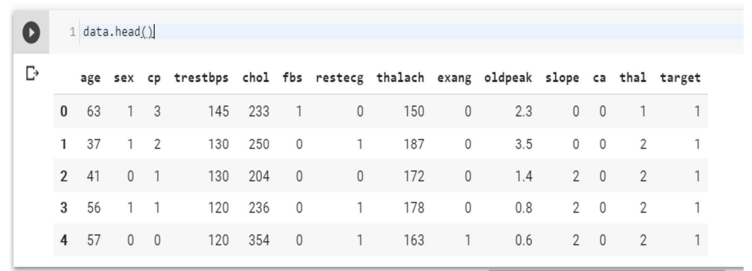 1 data.head()
age sex cp trestbps chol fbs restecg thalach exang oldpeak slope ca thal target
0 63 1 3 145 233 1 0 150 0 2.3 0 0 1 1
1 37 1 2 130 250 0 1 187 0 3.5 0 0 2 1
2 41 0 1 130 204 0 0 172 0 1.4 2 0 2 1
3 56 1 1 120 236 0 1 178 0 0.8 2 0 2 1
4 57 0 0 120 354 0 1 163 1 0.6 2 0 2 1